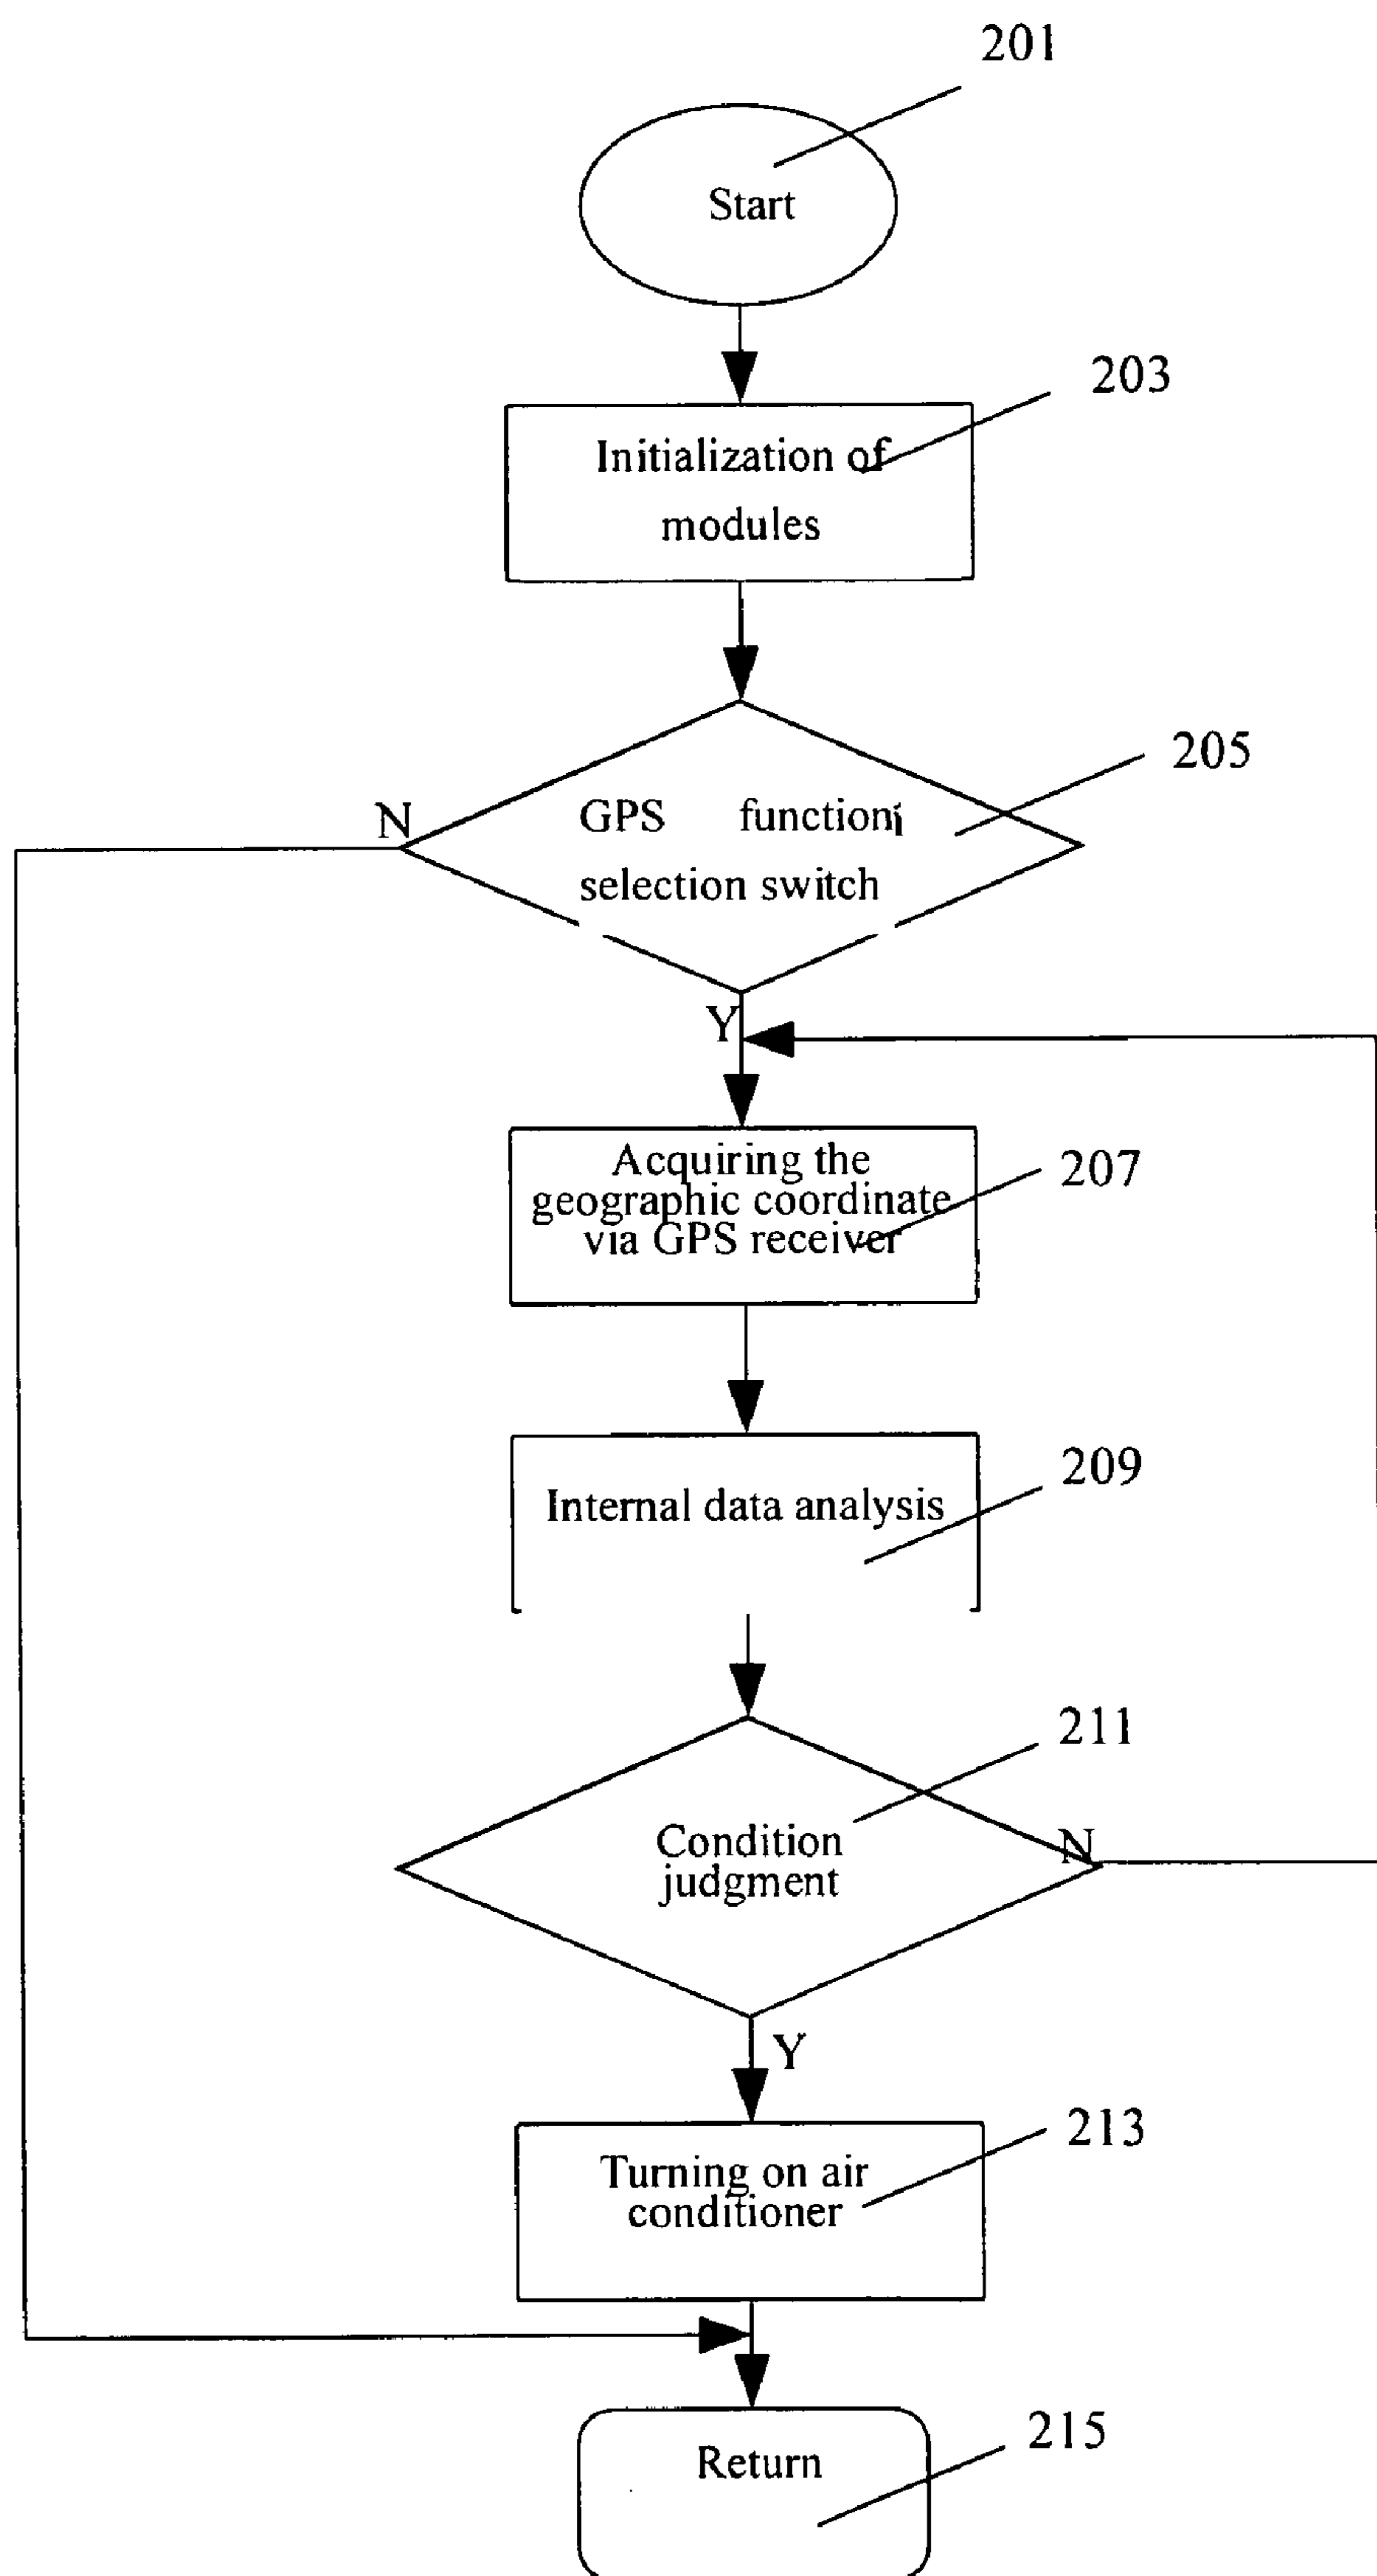 201
Start
203
Initialization of
modules
205
N
GPS function
selection switch
Y
Acquiring the
geographic coordinate
via GPS receiver
207
209
Internal data analysis
211
Condition
judgment
N
Y
213
Turning on air
conditioner
215
Return